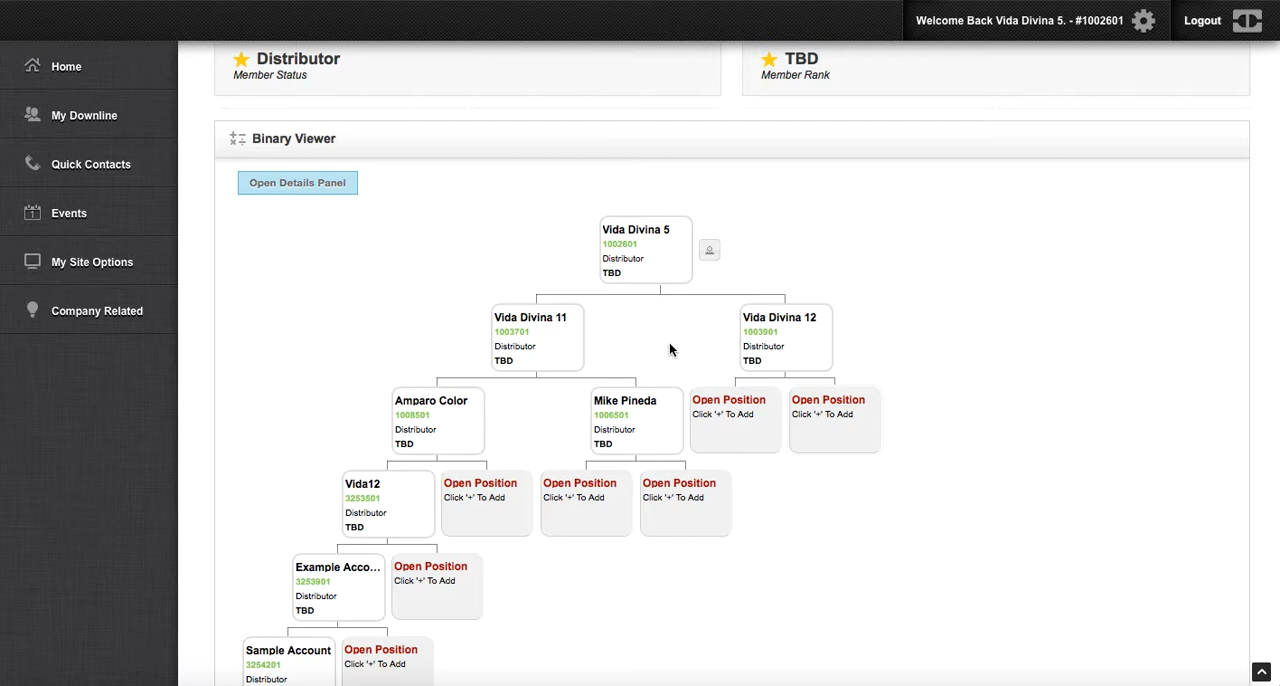 Welcome Back Vida Divina 5. - #1002601
Logout
Home
My Downline
Quick Contacts
1
Events
My Site Options
Company Related
Distributor
Member Status
TBD
Member Rank
Binary Viewer
Open Details Panel
Vida Divina 5
1002601
Distributor
TBD
Vida Divina 11
1003701
Distributor
TBD
Vida Divina 12
1003901
Distributor
TBD
Amparo Color
1008501
Distributor
TBD
Mike Pineda
1006501
Distributor
TBD
Open Position
Click '+' To Add
Open Position
Click '+' To Add
Vida12
3253501
Distributor
TBD
Open Position
Click '+' To Add
Open Position
Click '+' To Add
Open Position
Click '+' To Add
Example Acco...
3253901
Distributor
TBD
Open Position
Click '+' To Add
Sample Account
3254201
Distributor
Open Position
Click '+' To Add